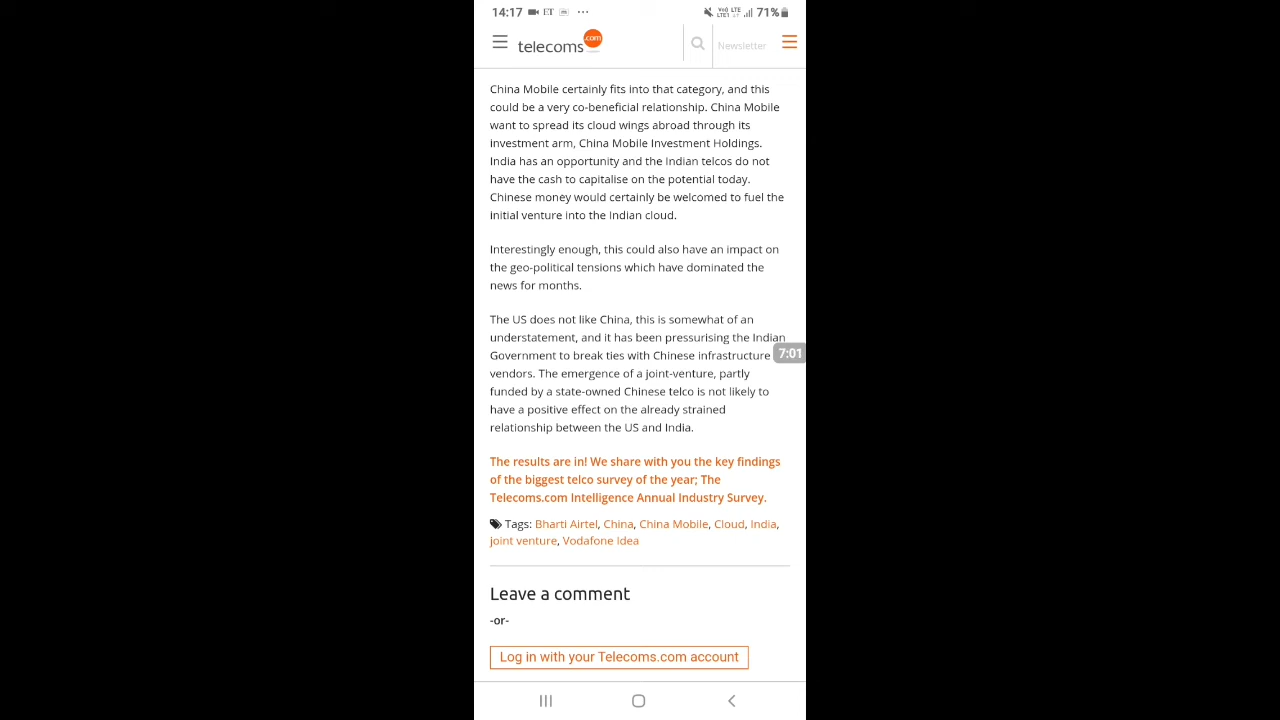 14:17 ET ... Vo) LTE LTE1 71%
telecoms .com Newsletter
China Mobile certainly fits into that category, and this
could be a very co-beneficial relationship. China Mobile
want to spread its cloud wings abroad through its
investment arm, China Mobile Investment Holdings.
India has an opportunity and the Indian telcos do not
have the cash to capitalise on the potential today.
Chinese money would certainly be welcomed to fuel the
initial venture into the Indian cloud.
Interestingly enough, this could also have an impact on
the geo-political tensions which have dominated the
news for months.
The US does not like China, this is somewhat of an
understatement, and it has been pressurising the Indian
Government to break ties with Chinese infrastructure
7:01
vendors. The emergence of a joint-venture, partly
funded by a state-owned Chinese telco is not likely to
have a positive effect on the already strained
relationship between the US and India.
The results are in! We share with you the key findings
of the biggest telco survey of the year; The
Telecoms.com Intelligence Annual Industry Survey.
Tags: Bharti Airtel, China, China Mobile, Cloud, India,
joint venture, Vodafone Idea
Leave a comment
-or-
Log in with your Telecoms.com account